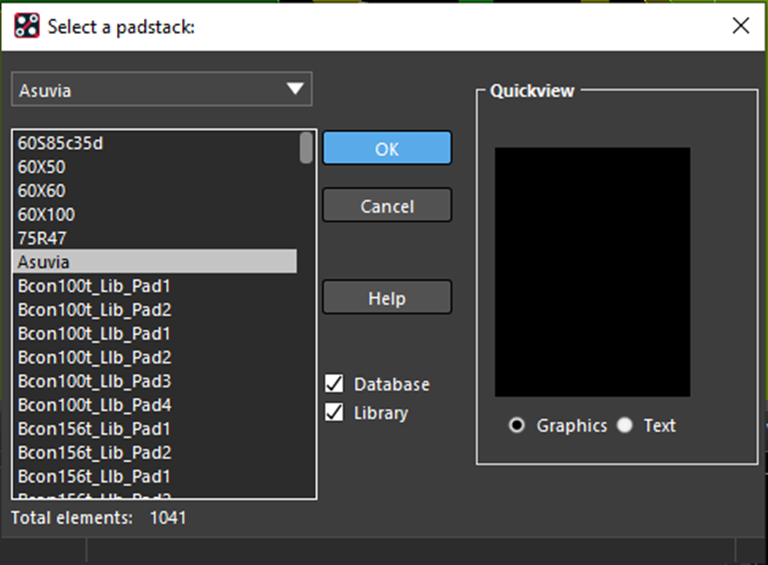 Select a padstack:
Asuvia
Quickview
60S85c35d
60X50
60X60
60X100
75R47
Asuvia
Bcon100t_Lib_Pad1
Bcon100t_Lib_Pad2
Bcon100t_LIb_Pad1
Bcon100t_LIb_Pad2
Bcon100t_LIb_Pad3
Bcon100t_LIb_Pad4
Bcon156t_Lib_Pad1
Bcon156t_Lib_Pad2
Bcon156t_LIb_Pad1
OK
Cancel
Help
Database
Library
Graphics
Text
Total elements: 1041